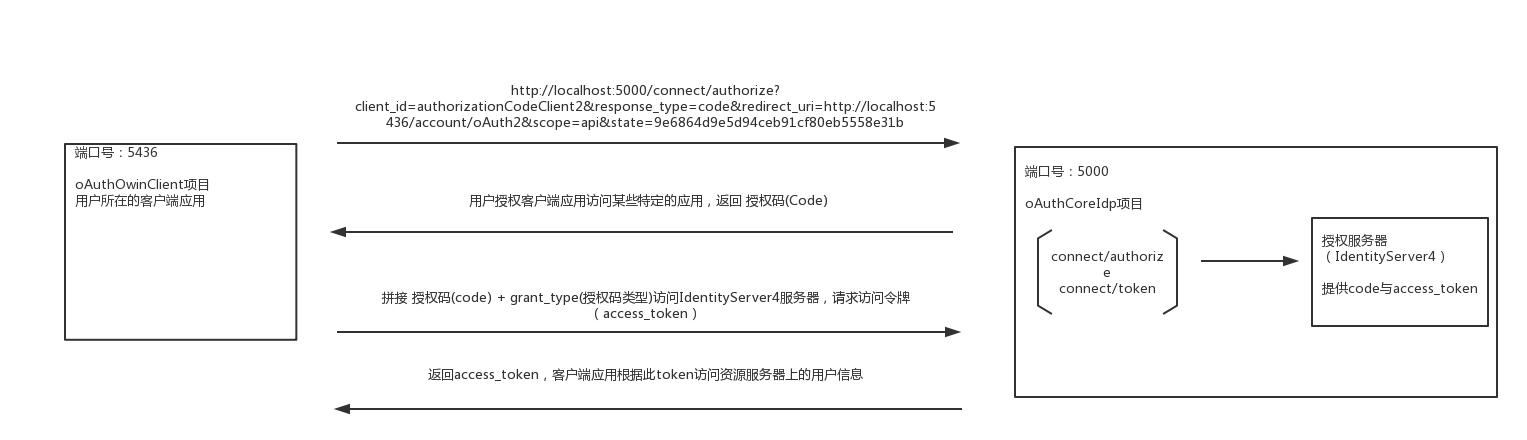 http://localhost:5000/connect/authorize?
client_id=authorizationCodeClient2&response_type=code&redirect_uri=http://localhost:5
436/account/oAuth2&scope=api&state=9e6864d9e5d94ceb91cf80eb5558e31b
端口号：5436
oAuthOwinClient项目
用户所在的客户端应用
用户授权客户端应用访问某些特定的应用，返回 授权码(Code)
拼接 授权码(code) + grant_type(授权码类型)访问IdentityServer4服务器，请求访问令牌
（access_token）
返回access_token，客户端应用根据此token访问资源服务器上的用户信息
端口号：5000
oAuthCoreIdp项目
connect/authoriz
e
connect/token
授权服务器
（IdentityServer4）
提供code与access_token